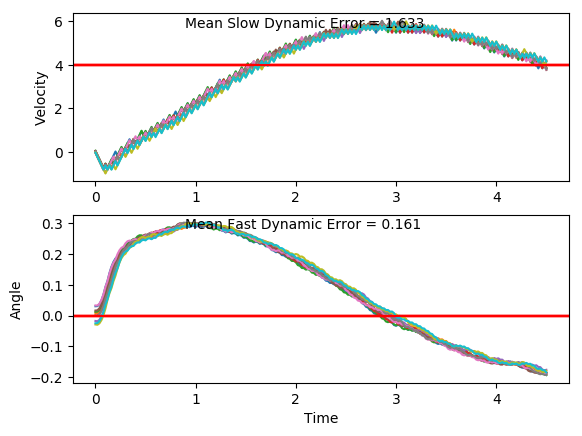 Mean Slow Dynamic Error = 1.633
6
4
2
0
Velocity
0 1 2 3 4
Mean Fast Dynamic Error = 0.161
0.3
0.2
0.1
0.0
−0.1
−0.2
Angle
0 1 2 3 4
Time